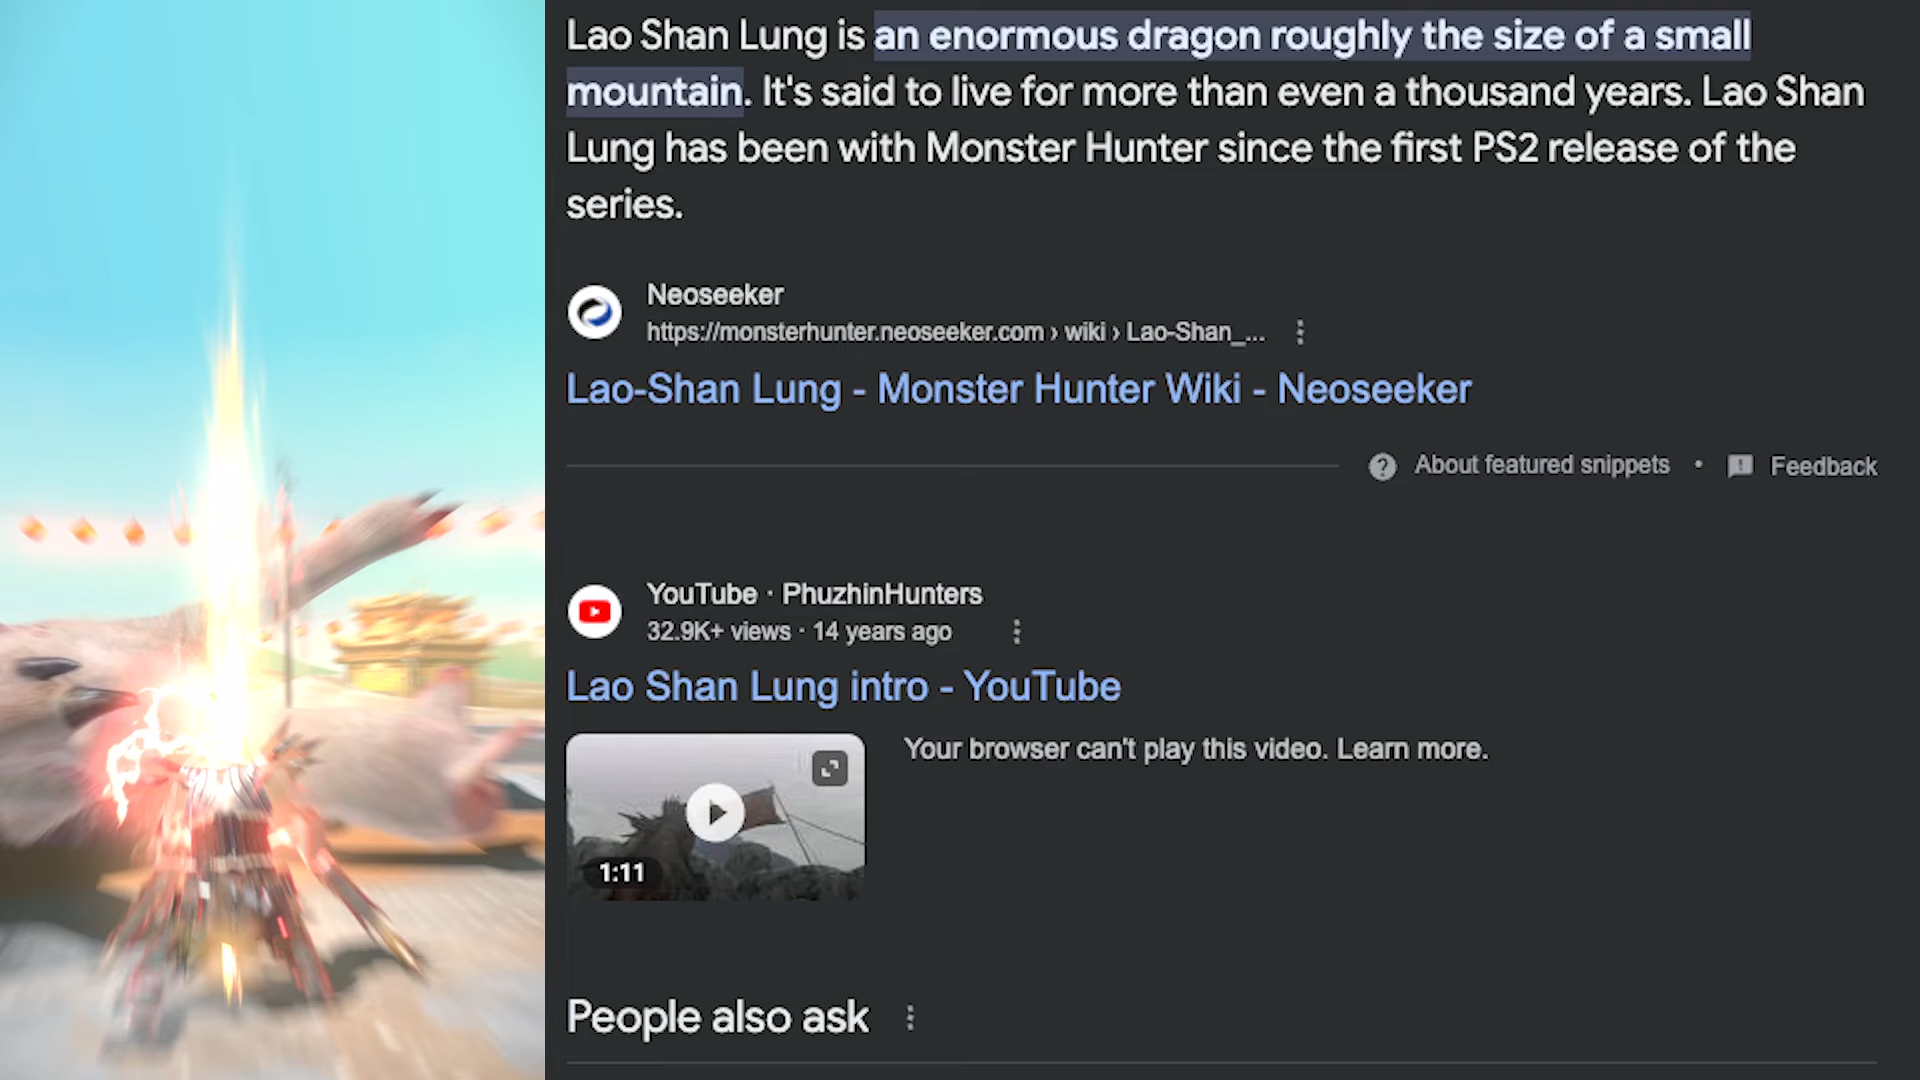 Lao Shan Lung is an enormous dragon roughly the size of a small
mountain. It's said to live for more than even a thousand years. Lao Shan
Lung has been with Monster Hunter since the first PS2 release of the
series.
Neoseeker
https://monsterhunter.neoseeker.com › wiki › Lao-Shan_...
Lao-Shan Lung - Monster Hunter Wiki - Neoseeker
About featured snippets • Feedback
YouTube · PhuzhinHunters
32.9K+ views · 14 years ago
Lao Shan Lung intro - YouTube
Your browser can't play this video. Learn more.
1:11
People also ask